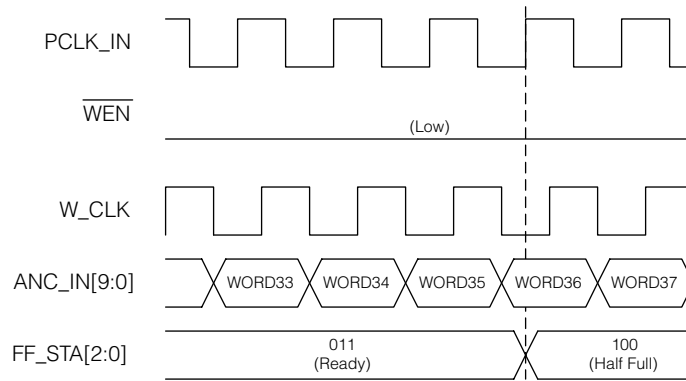 PCLK_IN
WEN
(Low)
W_CLK
ANC_IN[9:0]
WORD33 WORD34 WORD35 WORD36 WORD37
FF_STA[2:0]
011
(Ready)
100
(Half Full)